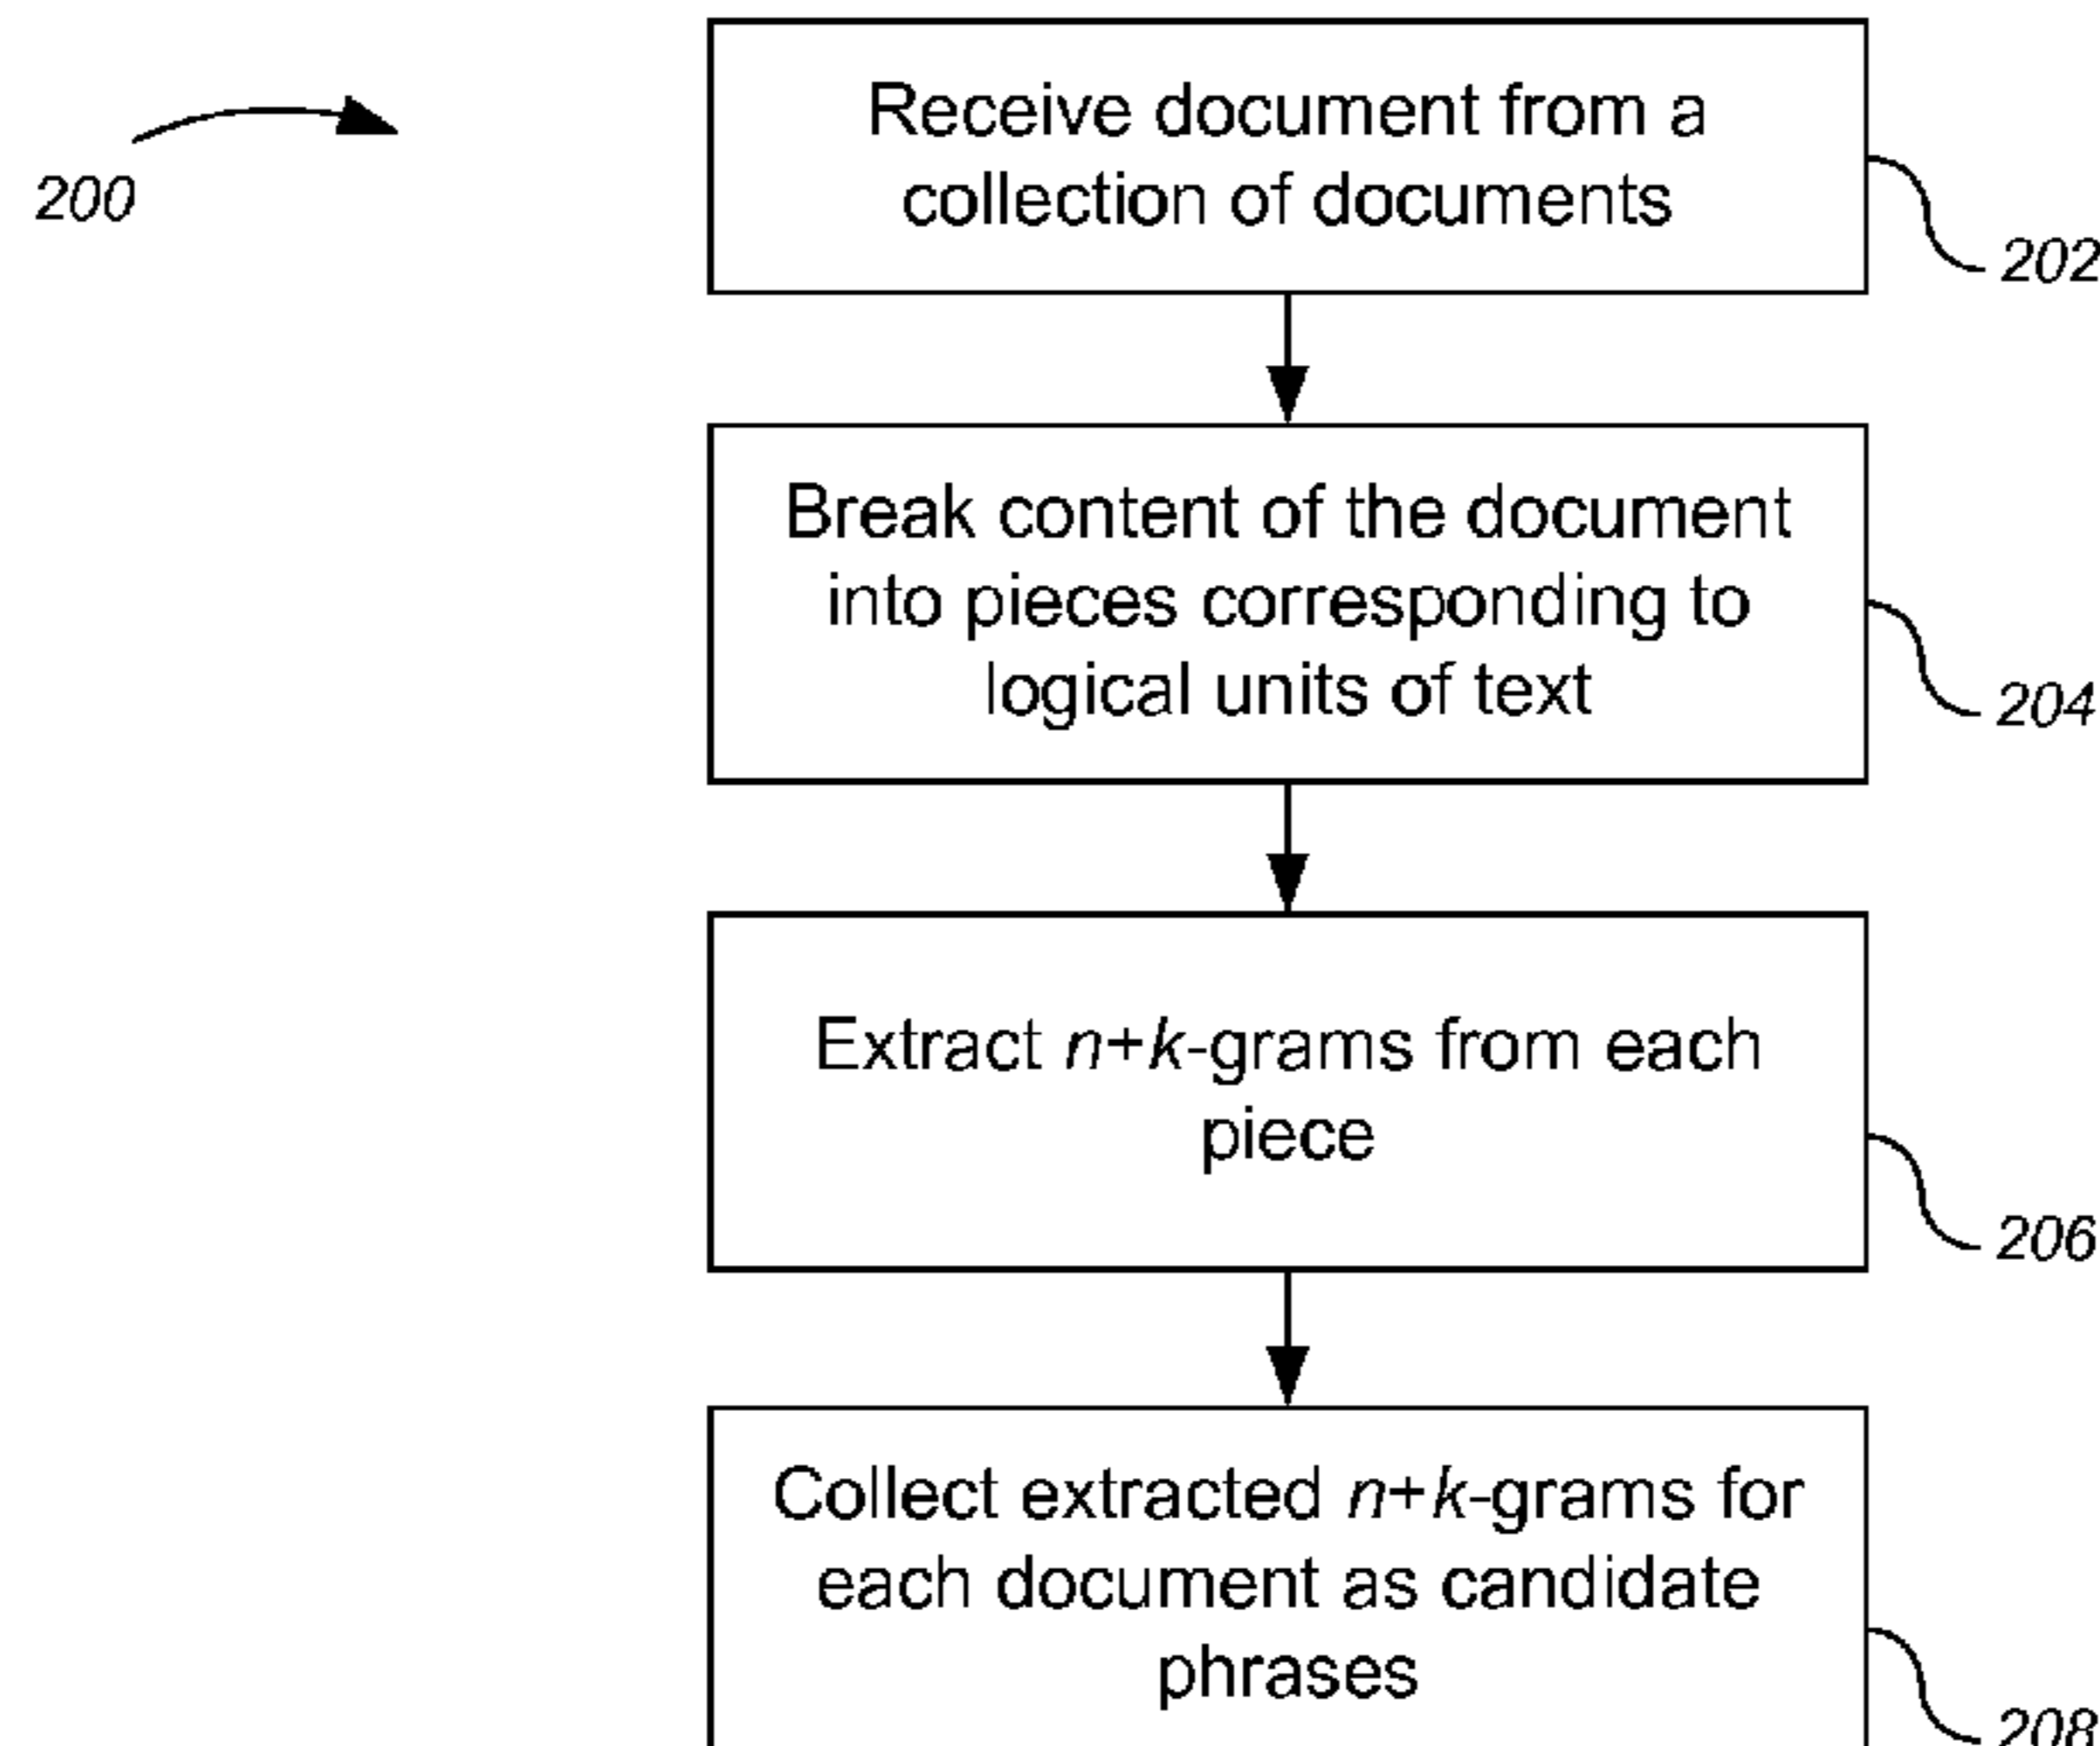 200
Receive document from a
collection of documents
202
Break content of the document
into pieces corresponding to
logical units of text
204
Extract n+k-grams from each
piece
206
Collect extracted n+k-grams for
each document as candidate
phrases
208